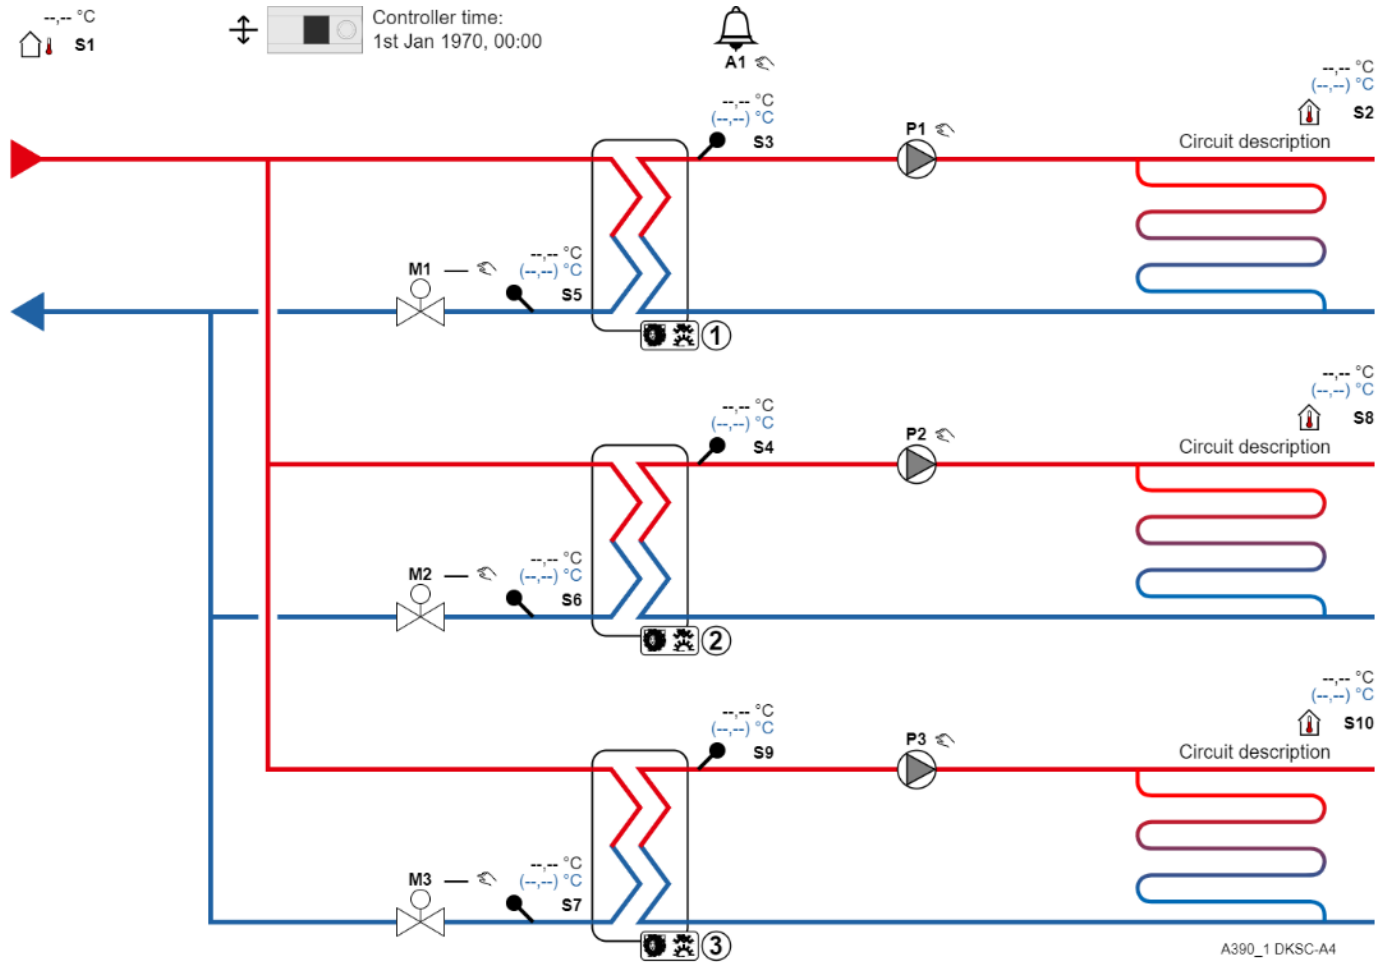 --,-- °C
S1
Controller time:
1st Jan 1970, 00:00
A1
--,-- °C
(--,--) °C
S2
Circuit description
--,-- °C
(--,--) °C
S3
P1
M1
--,-- °C
(--,--) °C
S5
1
--,-- °C
(--,--) °C
S8
Circuit description
--,-- °C
(--,--) °C
S4
P2
M2
--,-- °C
(--,--) °C
S6
2
--,-- °C
(--,--) °C
S10
Circuit description
--,-- °C
(--,--) °C
S9
P3
M3
--,-- °C
(--,--) °C
S7
3
A390_1 DKSC-A4